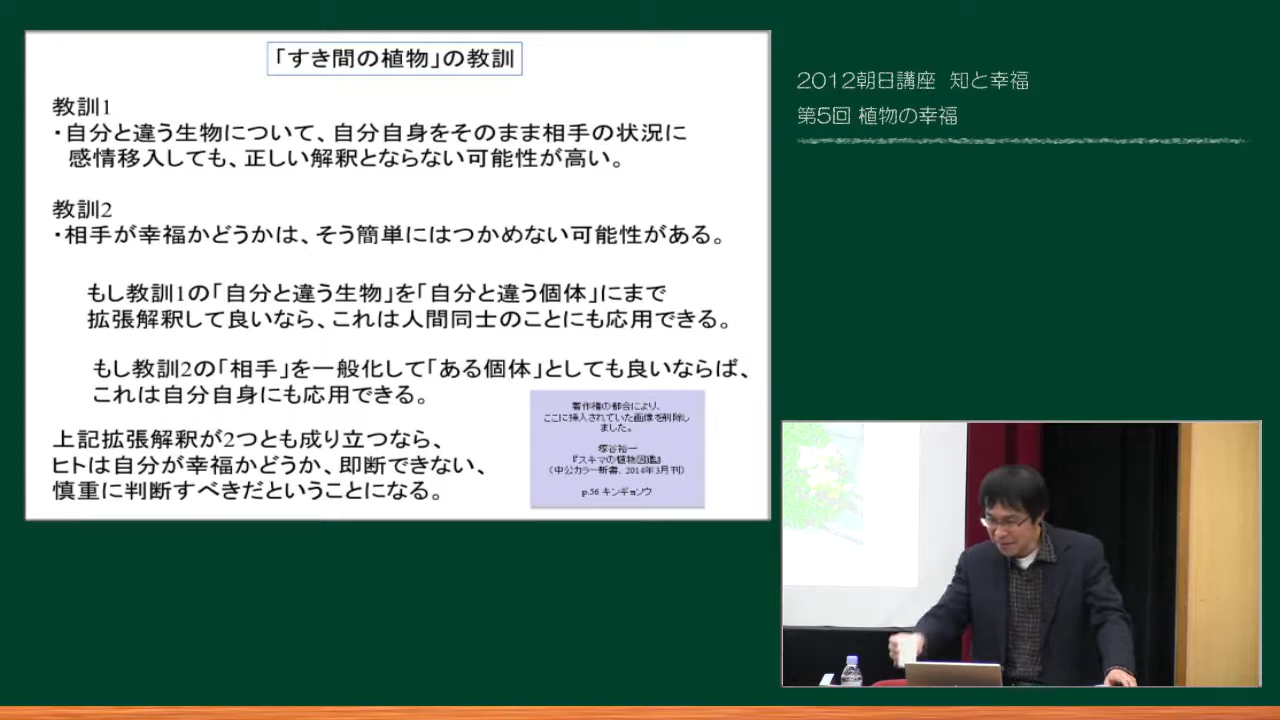 「すき間の植物」の教訓
教訓1
・自分と違う生物について、自分自身をそのまま相手の状況に
感情移入しても、正しい解釈とならない可能性が高い。
教訓2
・相手が幸福かどうかは、そう簡単にはつかめない可能性がある。
もし教訓1の「自分と違う生物」を「自分と違う個体」にまで
拡張解釈して良いなら、これは人間同士のことにも応用できる。
もし教訓2の「相手」を一般化して「ある個体」としても良いならば、
これは自分自身にも応用できる。
上記拡張解釈が2つとも成り立つなら、
ヒトは自分が幸福かどうか、即断できない、
慎重に判断すべきだということになる。
著作権の都合により、
ここに挿入されていた画像を削除し
ました。
塚谷裕一
『スキマの植物図鑑』
（中公カラー新書、2014年3月刊）
p.56 キンギョソウ
2012朝日講座 知と幸福
第5回 植物の幸福